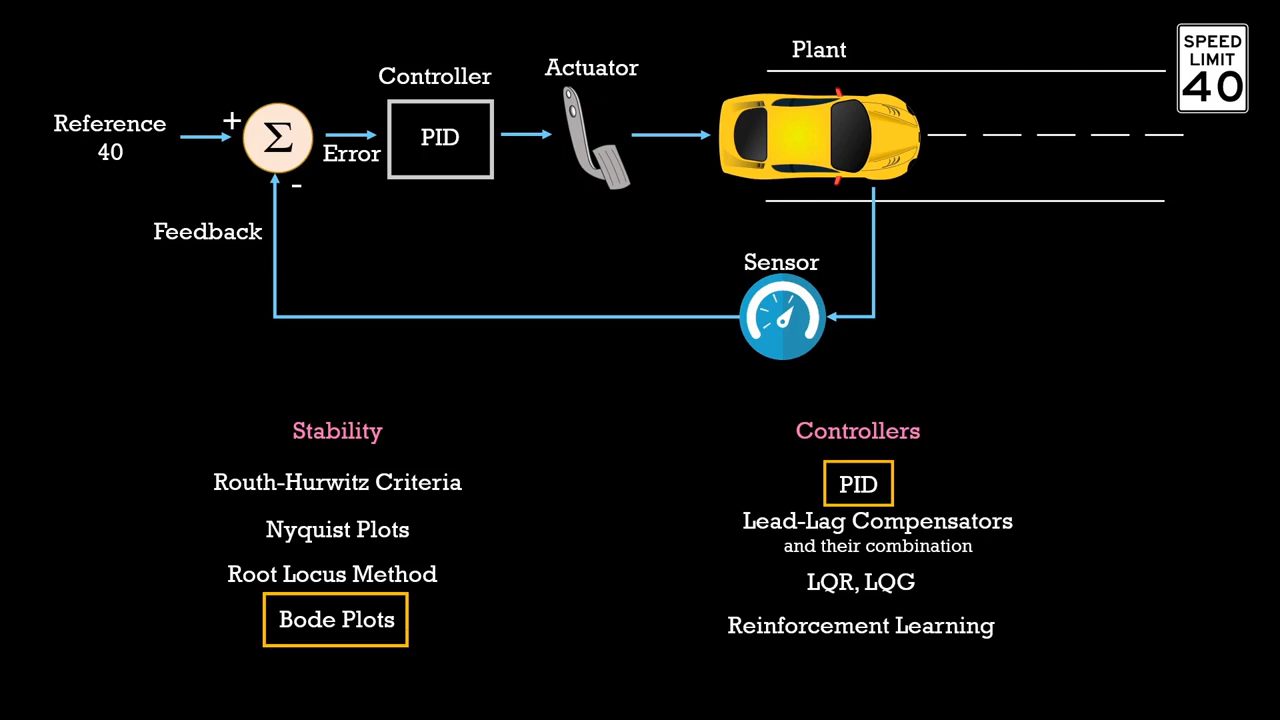 Plant
SPEED
LIMIT
40
Actuator
Controller
Reference
40
+
Σ
-
Error
PID
Feedback
Sensor
Stability
Routh-Hurwitz Criteria
Nyquist Plots
Root Locus Method
Bode Plots
Controllers
PID
Lead-Lag Compensators
and their combination
LQR, LQG
Reinforcement Learning